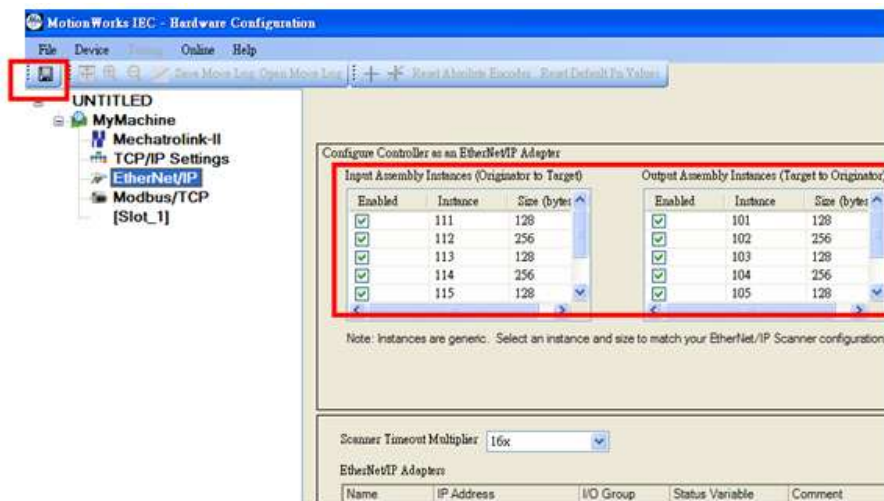 MotionWorks IEC - Hardware Configuration
File Device Online Help
Save Move Log Open Move Log Reset Absolute Encoder Reset Default Pn Values
UNTITLED
MyMachine
Mechatrolink-II
TCP/IP Settings
EtherNet/IP
Modbus/TCP
[Slot_1]
Configure Controller as an EtherNet/IP Adapter
Input Assembly Instances (Originator to Target) Output Assembly Instances (Target to Originator)
Enabled Instance Size (bytes Enabled Instance Size (bytes
111 128 101 128
112 256 102 256
113 128 103 128
114 256 104 256
115 128 105 128
Note: Instances are generic. Select an instance and size to match your EtherNet/IP Scanner configuration
Scanner Timeout Multiplier 16x
EtherNet/IP Adapters
Name IP Address I/O Group Status Variable Comment